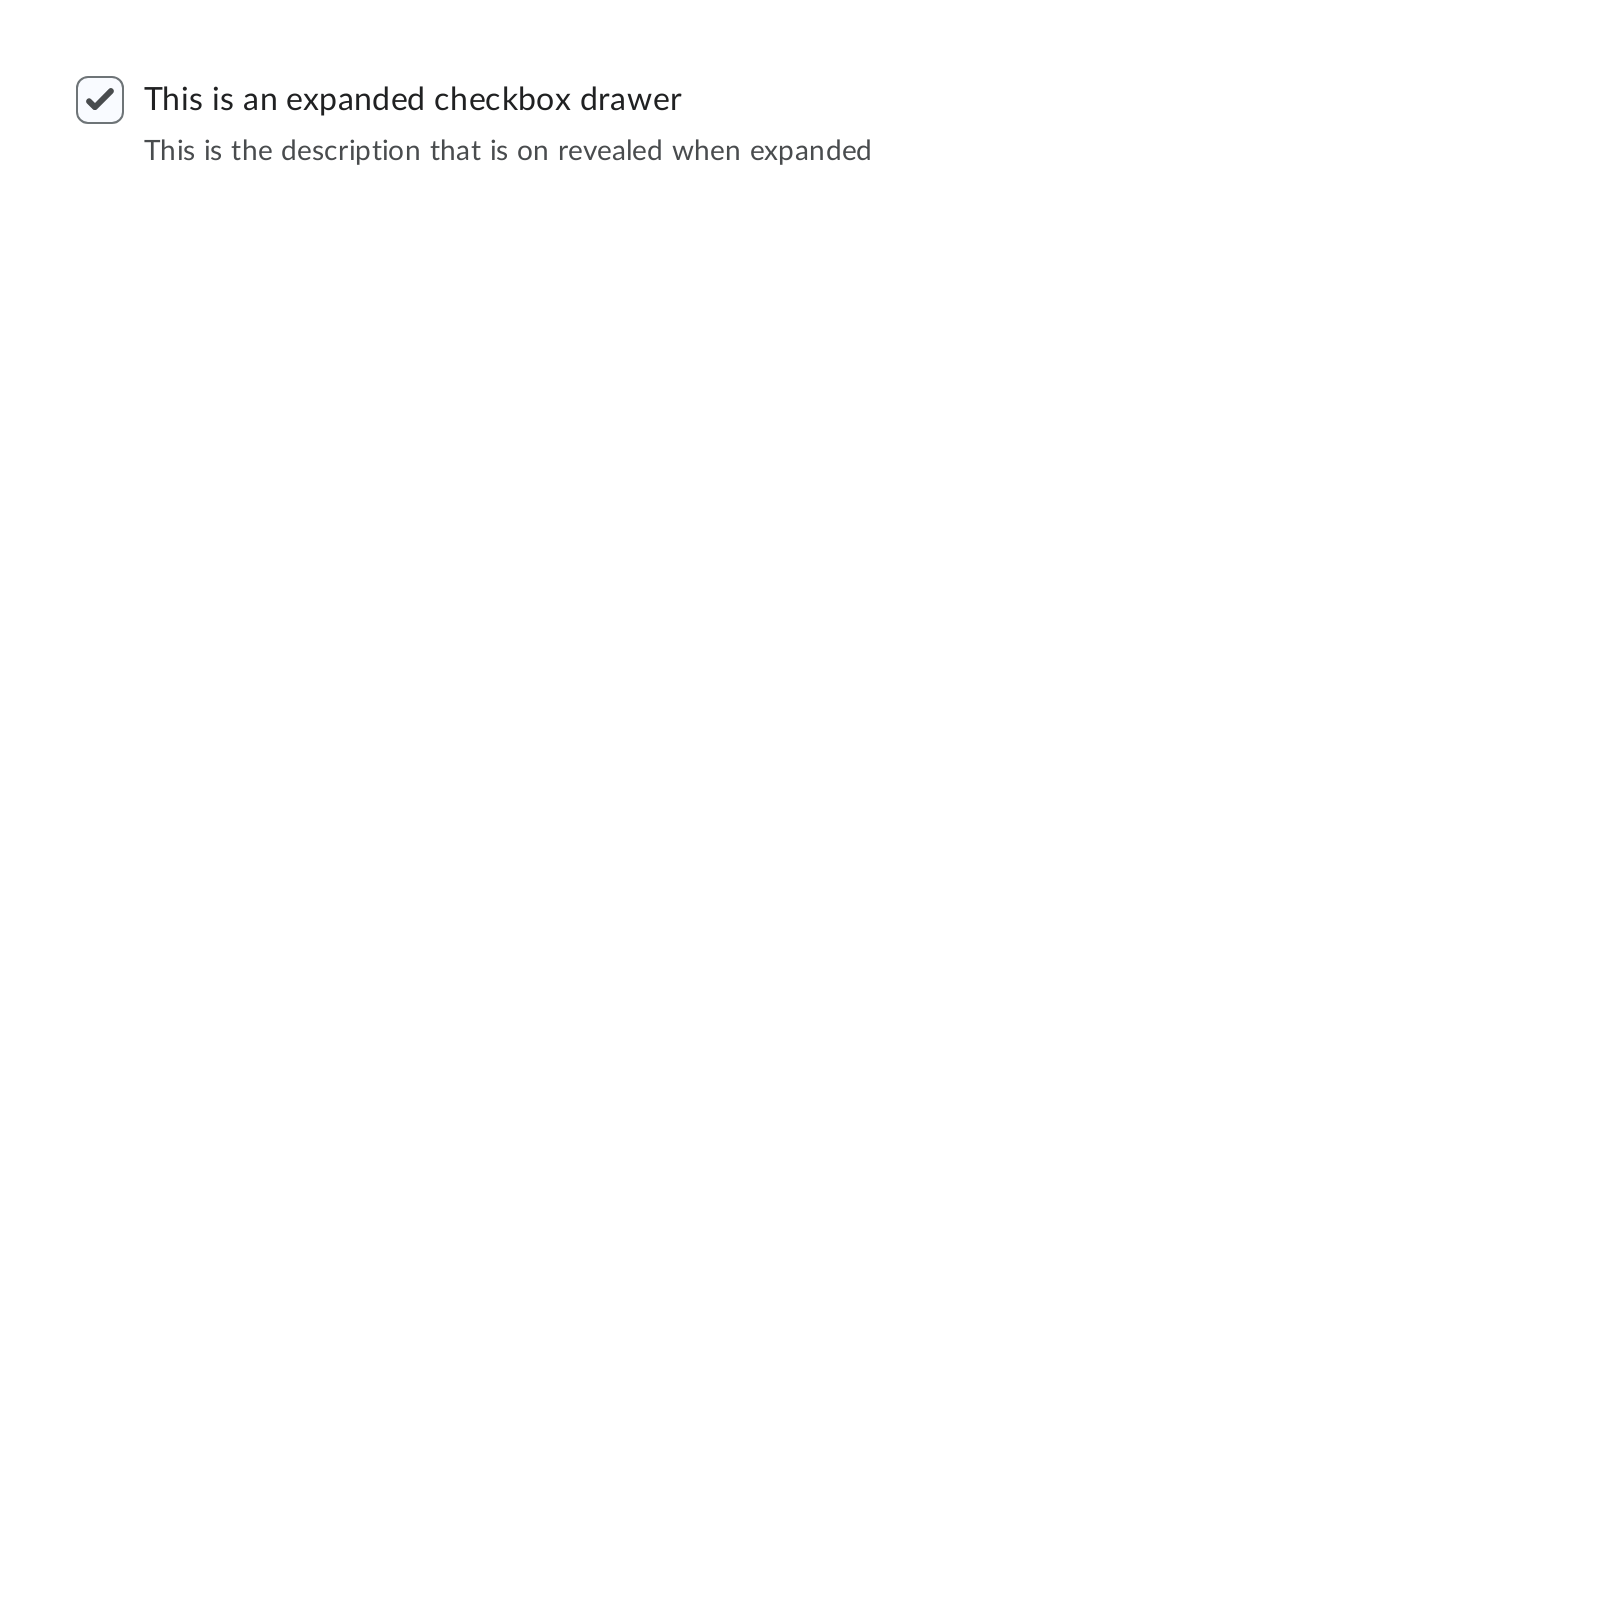 This is an expanded checkbox drawer
This is the description that is on revealed when expanded